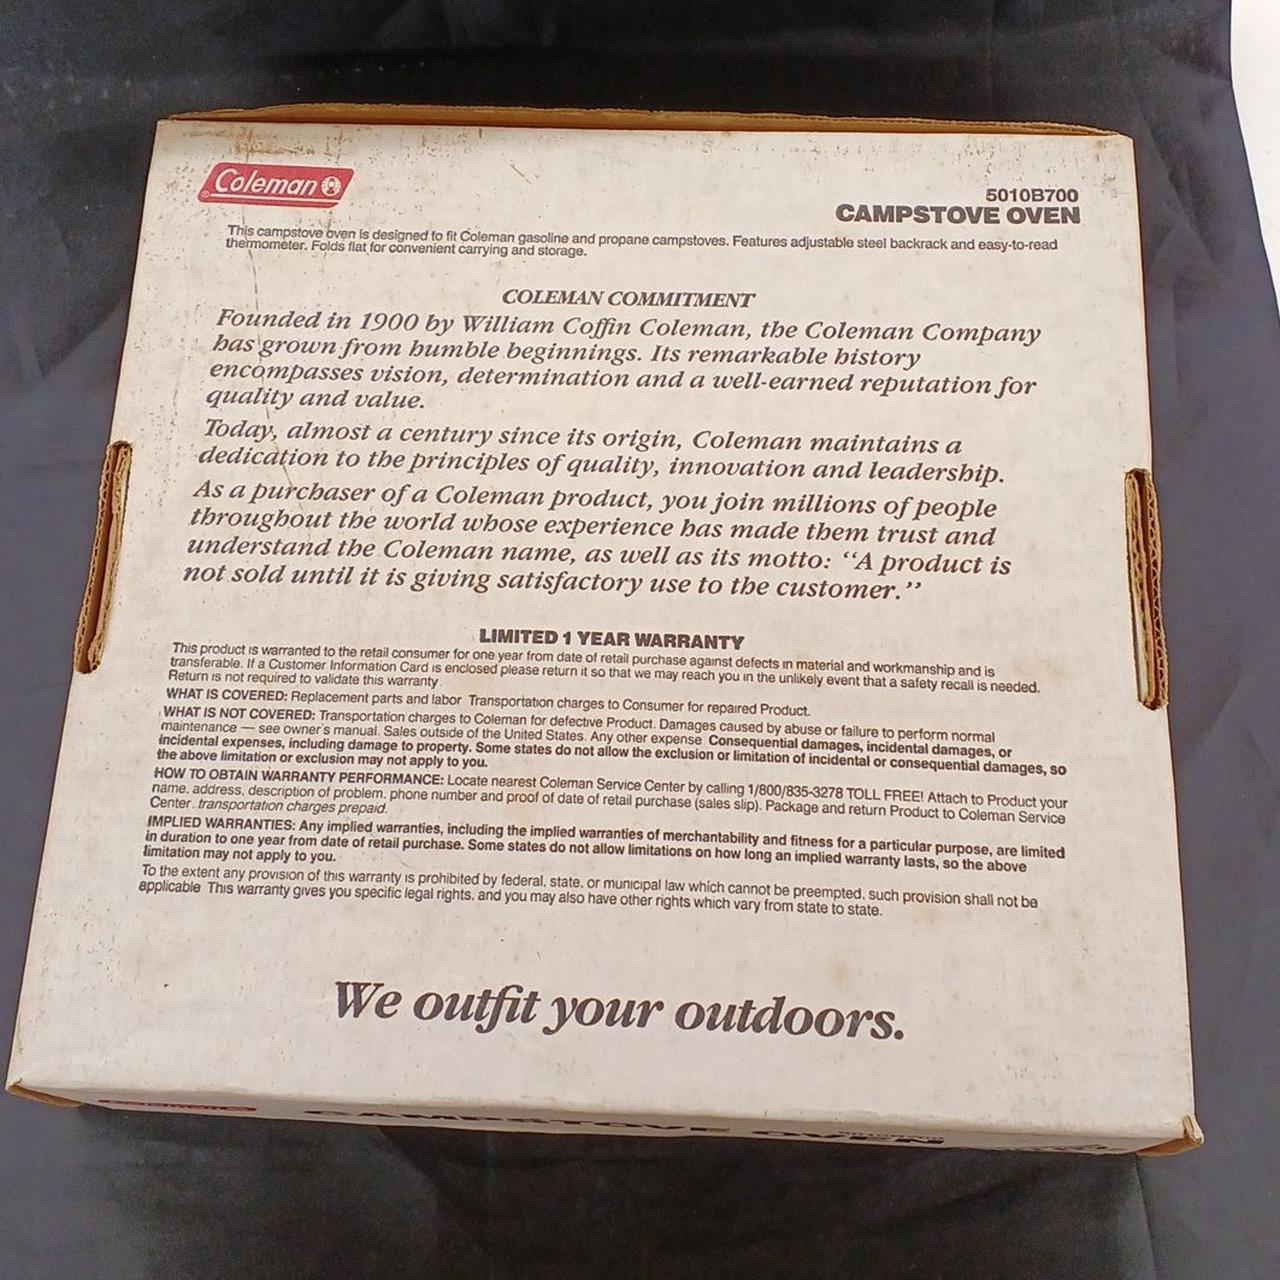 Coleman
5010B700
CAMPSTOVE OVEN
This campstove oven is designed to fit Coleman gasoline and propane campstoves. Features adjustable steel backrack and easy-to-read
thermometer. Folds flat for convenient carrying and storage.
COLEMAN COMMITMENT
Founded in 1900 by William Coffin Coleman, the Coleman Company
has grown from humble beginnings. Its remarkable history
encompasses vision, determination and a well-earned reputation for
quality and value.
Today, almost a century since its origin, Coleman maintains a
dedication to the principles of quality, innovation and leadership.
As a purchaser of a Coleman product, you join millions of people
throughout the world whose experience has made them trust and
understand the Coleman name, as well as its motto: “A product is
not sold until it is giving satisfactory use to the customer.”
LIMITED 1 YEAR WARRANTY
This product is warranted to the retail consumer for one year from date of retail purchase against defects in material and workmanship and is
transferable. If a Customer Information Card is enclosed please return it so that we may reach you in the unlikely event that a safety recall is needed.
Return is not required to validate this warranty.
WHAT IS COVERED: Replacement parts and labor Transportation charges to Consumer for repaired Product.
WHAT IS NOT COVERED: Transportation charges to Coleman for defective Product. Damages caused by abuse or failure to perform normal
maintenance — see owner's manual. Sales outside of the United States. Any other expense Consequential damages, incidental damages, or
incidental expenses, including damage to property. Some states do not allow the exclusion or limitation of incidental or consequential damages, so
the above limitation or exclusion may not apply to you.
HOW TO OBTAIN WARRANTY PERFORMANCE: Locate nearest Coleman Service Center by calling 1/800/835-3278 TOLL FREE! Attach to Product your
name, address, description of problem, phone number and proof of date of retail purchase (sales slip). Package and return Product to Coleman Service
Center, transportation charges prepaid.
IMPLIED WARRANTIES: Any implied warranties, including the implied warranties of merchantability and fitness for a particular purpose, are limited
in duration to one year from date of retail purchase. Some states do not allow limitations on how long an implied warranty lasts, so the above
limitation may not apply to you.
To the extent any provision of this warranty is prohibited by federal, state, or municipal law which cannot be preempted, such provision shall not be
applicable This warranty gives you specific legal rights, and you may also have other rights which vary from state to state.
We outfit your outdoors.
Coleman
CAMPSTOVE OVEN